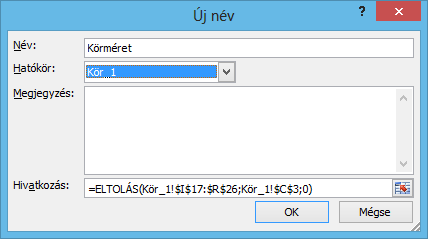 Új név
?
Név: Körméret
Hatókör: Kör_1
Megjegyzés:
Hivatkozás: =ELTOLÁS(Kör_1!$I$17:$R$26;Kör_1!$C$3;0)
OK Mégse